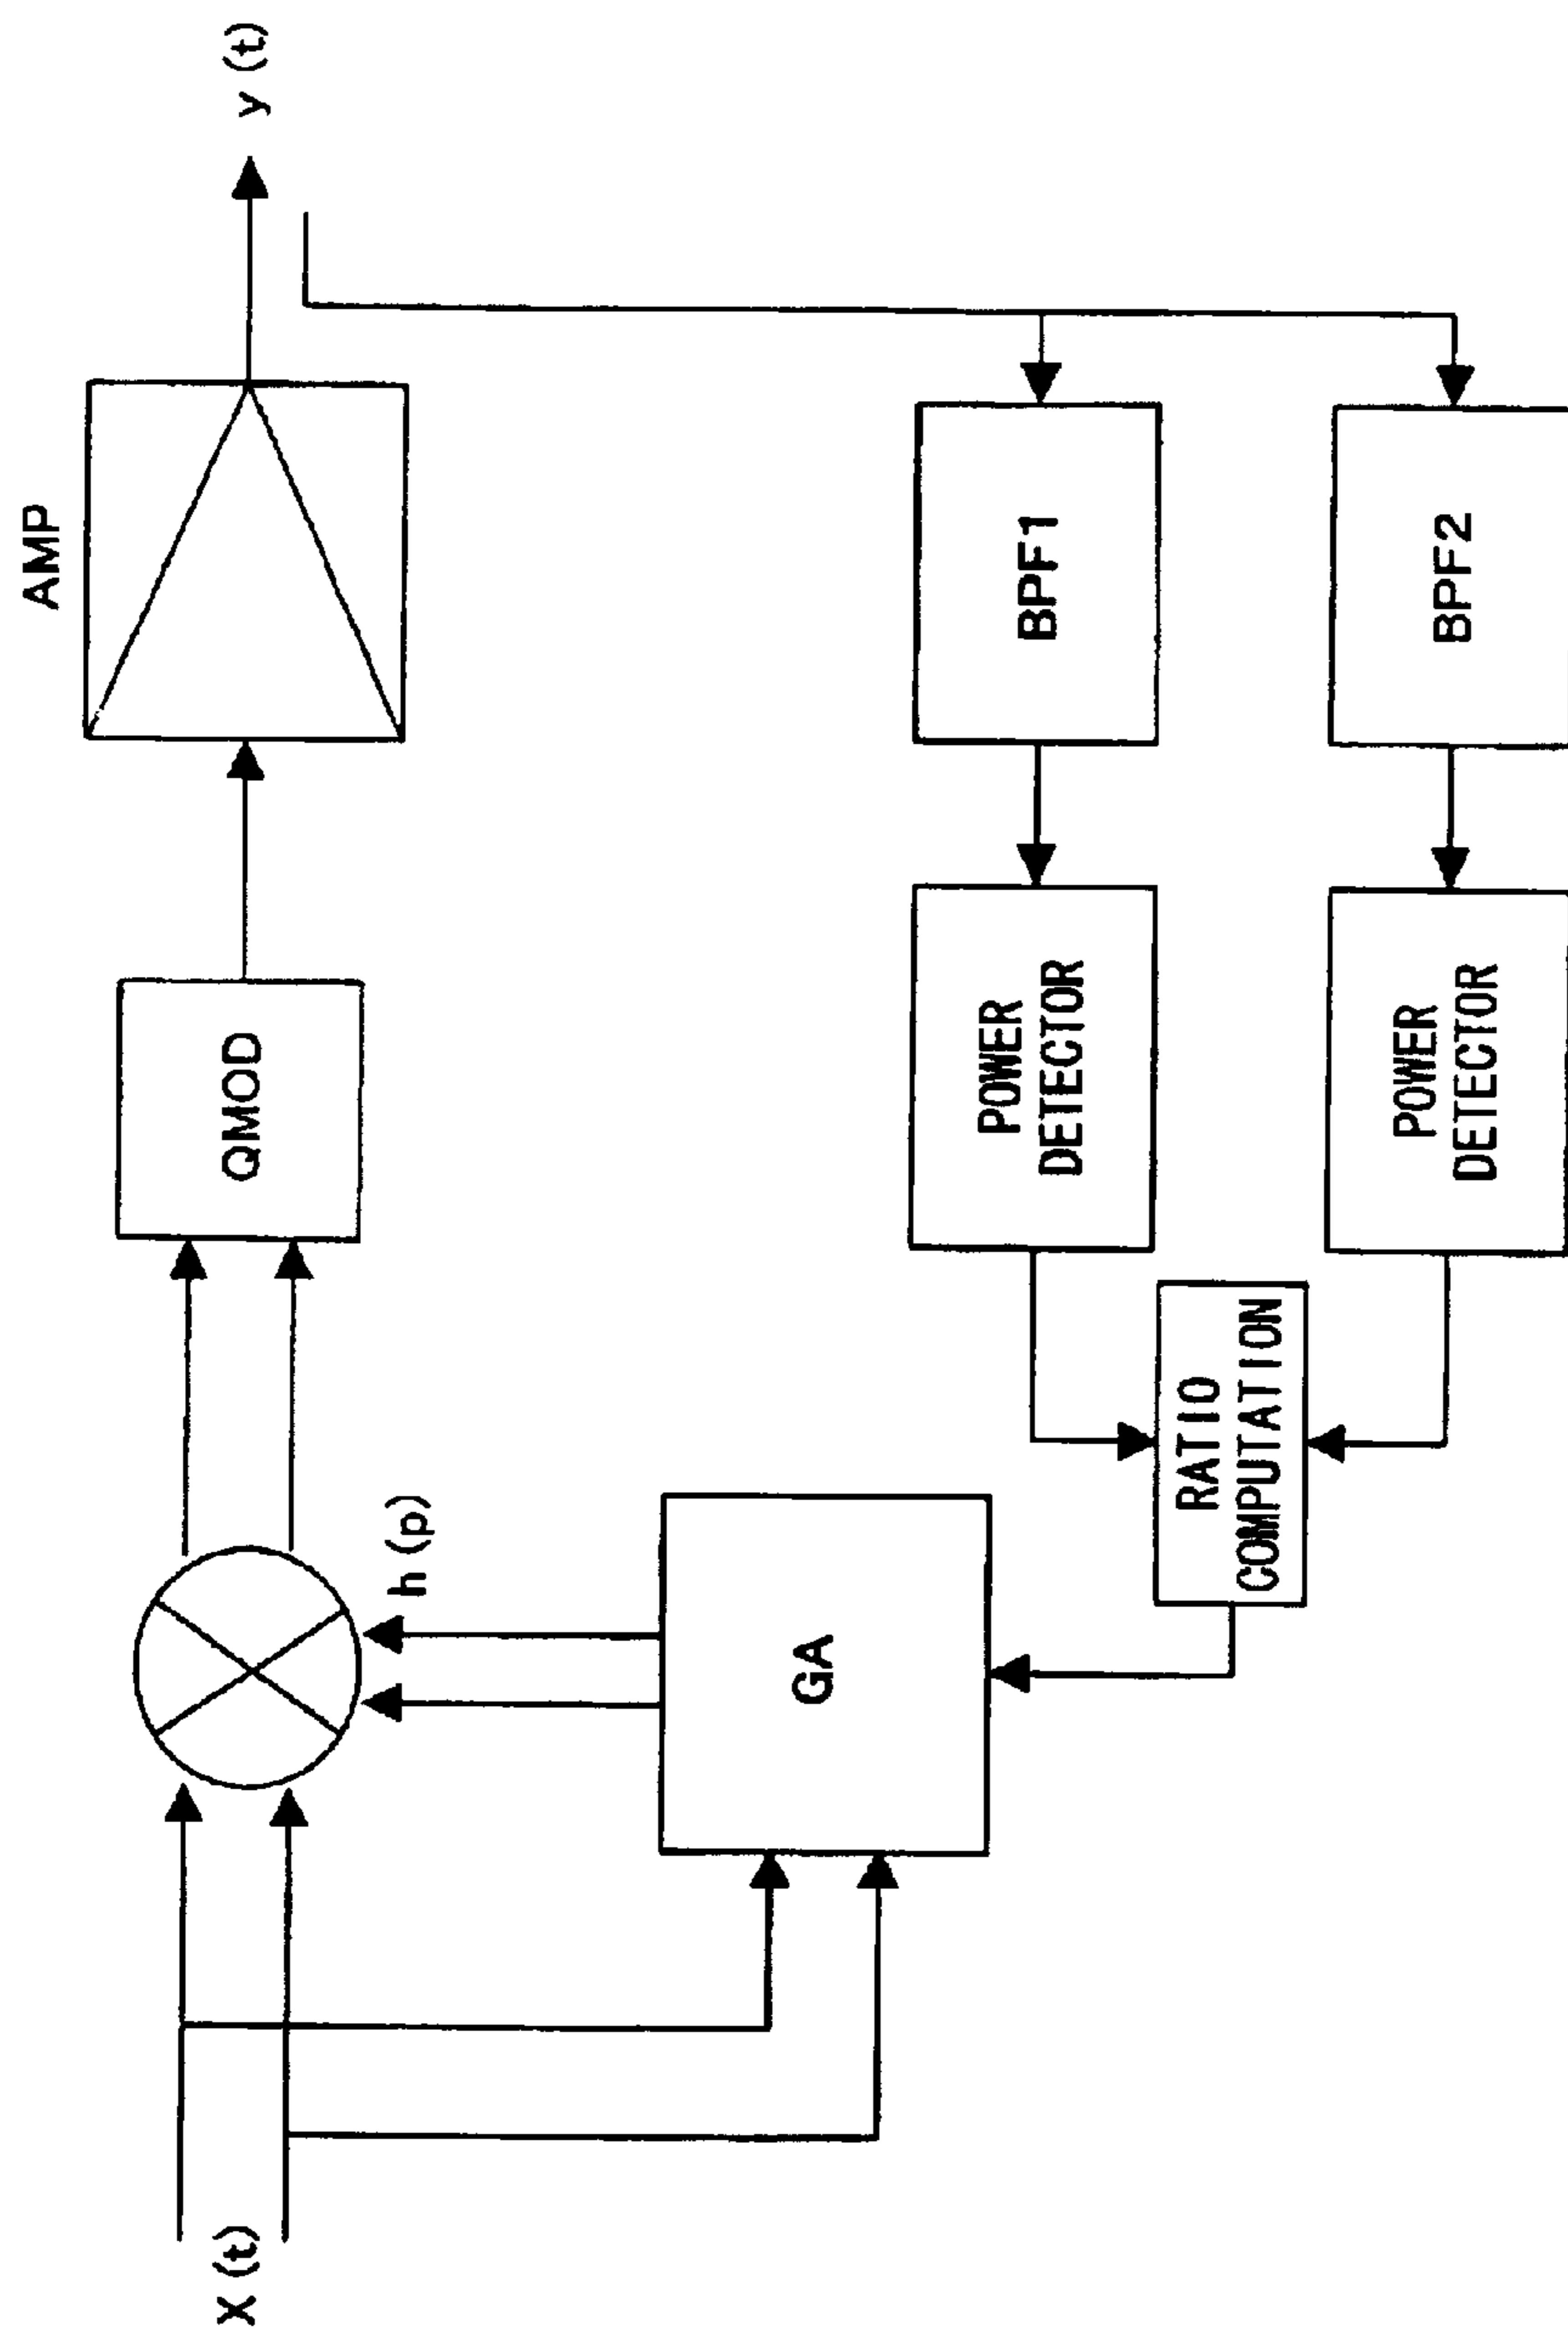 AMP
X (t)
QMOD
y (t)
h (p)
GA
POWER
DETECTOR
BPF1
RATIO
COMPUTATION
POWER
DETECTOR
BPF2